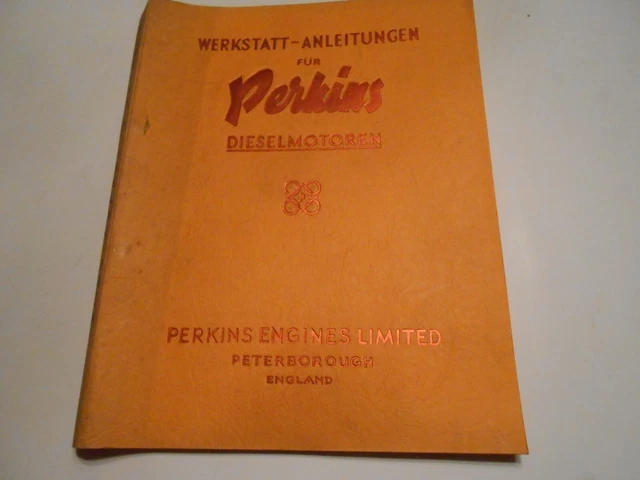 WERKSTATT-ANLEITUNGEN
FÜR
Perkins
DIESELMOTOREN
PERKINS ENGINES LIMITED
PETERBOROUGH
ENGLAND